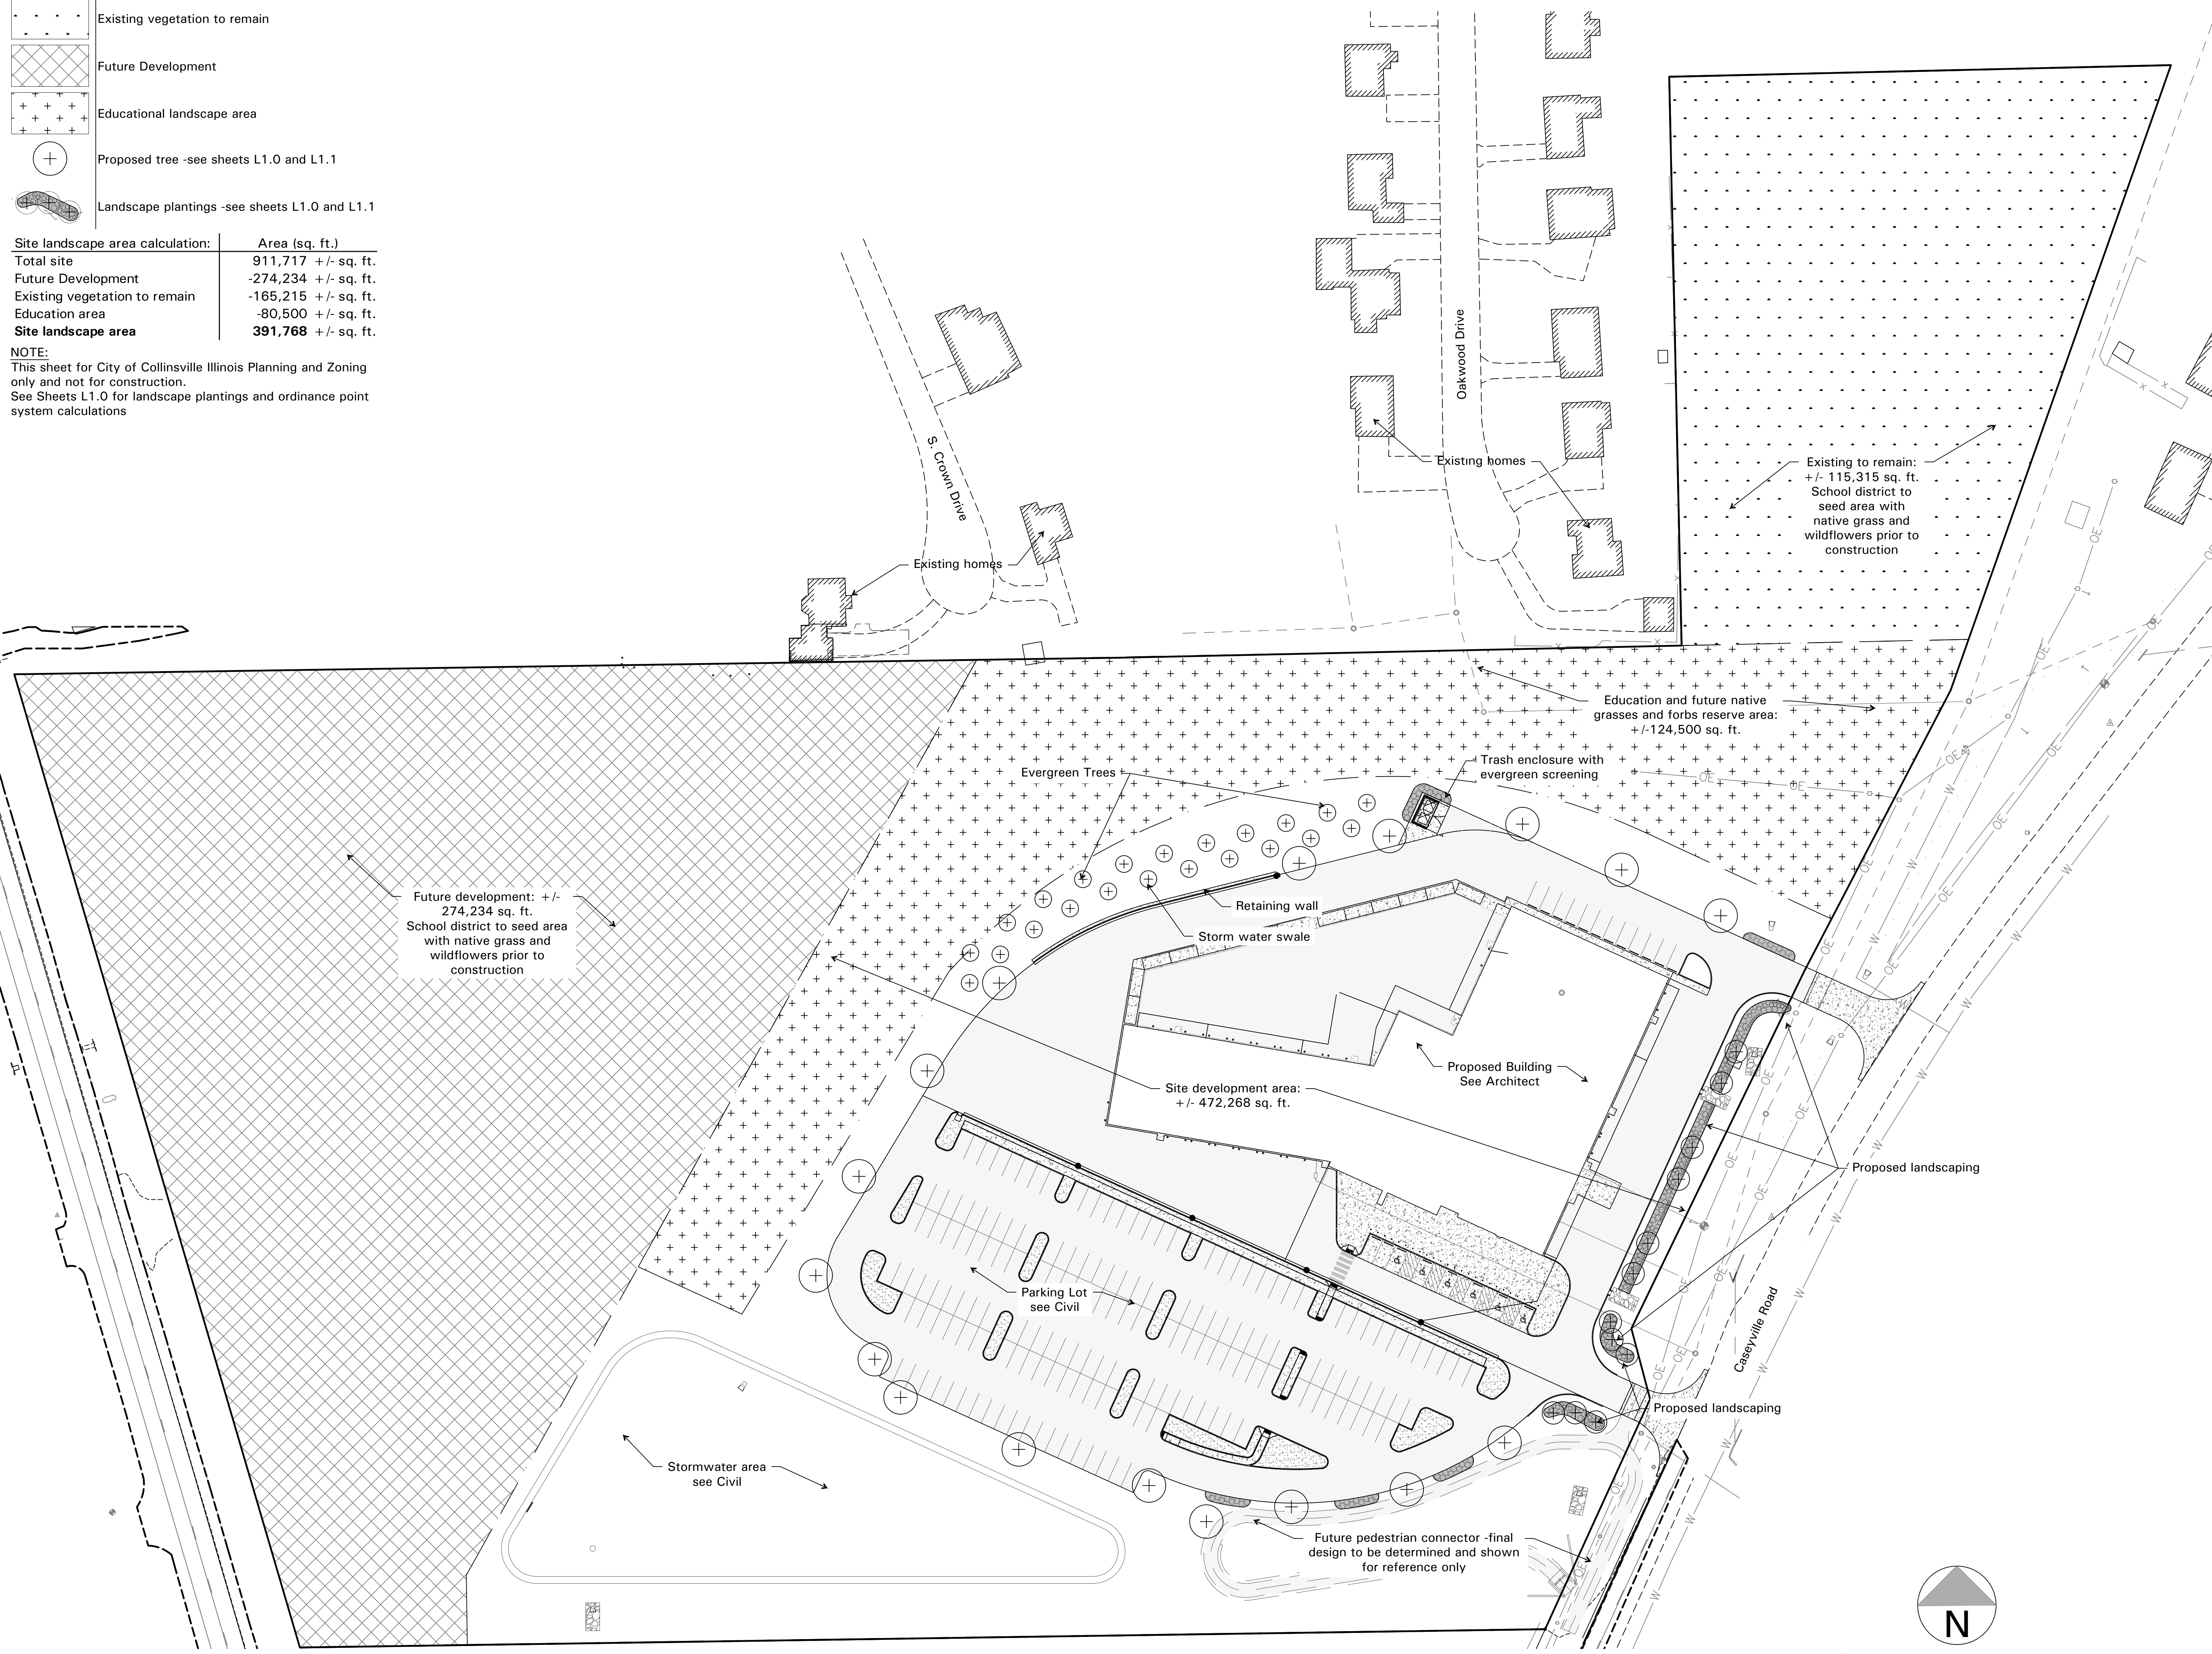 Existing vegetation to remain
Future Development
Educational landscape area
Proposed tree -see sheets L1.0 and L1.1
Landscape plantings -see sheets L1.0 and L1.1
Site landscape area calculation: Area (sq. ft.)
Total site 911,717 +/- sq. ft.
Future Development -274,234 +/- sq. ft.
Existing vegetation to remain -165,215 +/- sq. ft.
Education area -80,500 +/- sq. ft.
Site landscape area 391,768 +/- sq. ft.
NOTE:
This sheet for City of Collinsville Illinois Planning and Zoning
only and not for construction.
See Sheets L1.0 for landscape plantings and ordinance point
system calculations
S. Crown Drive
Existing homes
Oakwood Drive
Existing homes
Existing to remain:
+/- 115,315 sq. ft.
School district to
seed area with
native grass and
wildflowers prior to
construction
Education and future native
grasses and forbs reserve area:
+/-124,500 sq. ft.
Evergreen Trees
Trash enclosure with
evergreen screening
Future development: +/-
274,234 sq. ft.
School district to seed area
with native grass and
wildflowers prior to
construction
Retaining wall
Storm water swale
Proposed Building
See Architect
Site development area:
+/- 472,268 sq. ft.
Proposed landscaping
Parking Lot
see Civil
Caseyville Road
Proposed landscaping
Stormwater area
see Civil
Future pedestrian connector -final
design to be determined and shown
for reference only
N